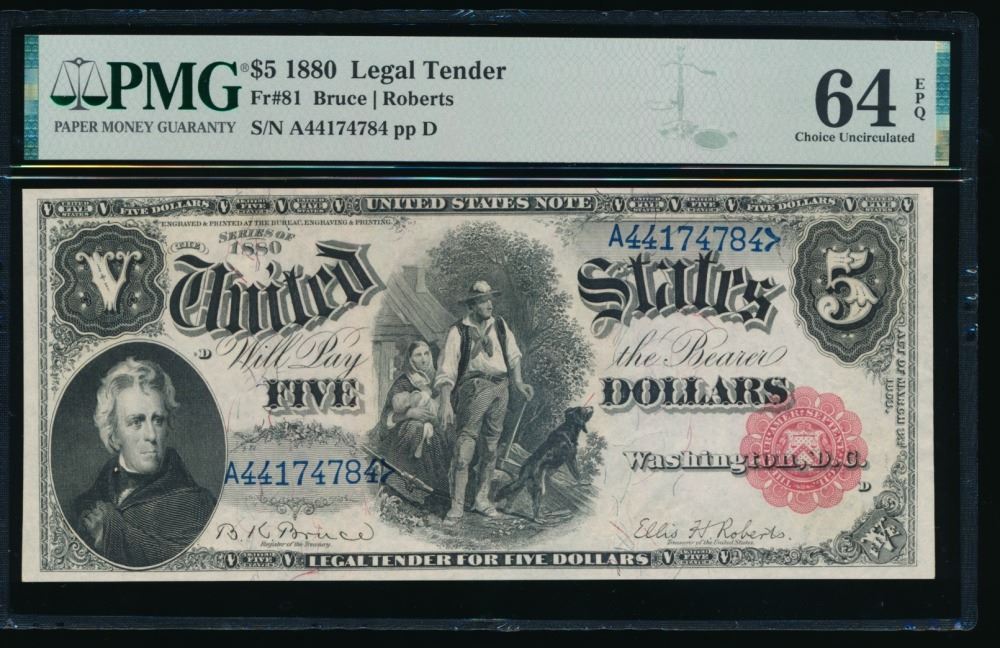 PMG® $5 1880 Legal Tender
Fr#81 Bruce | Roberts
PAPER MONEY GUARANTY S/N A44174784 pp D
64 EPQ
Choice Uncirculated
V FIVE DOLLARS V UNITED STATES NOTE V V FIVE DOLLARS V
ENGRAVED & PRINTED AT THE BUREAU, ENGRAVING & PRINTING.
SERIES OF
1880
A44174784
V THE United States 5
D Will Pay the Bearer
FIVE DOLLARS
Washington, D.C.
A44174784
D
B. K. Bruce Ellis H. Roberts.
Register of the Treasury. Treasurer of the United States.
LEGAL TENDER FOR FIVE DOLLARS